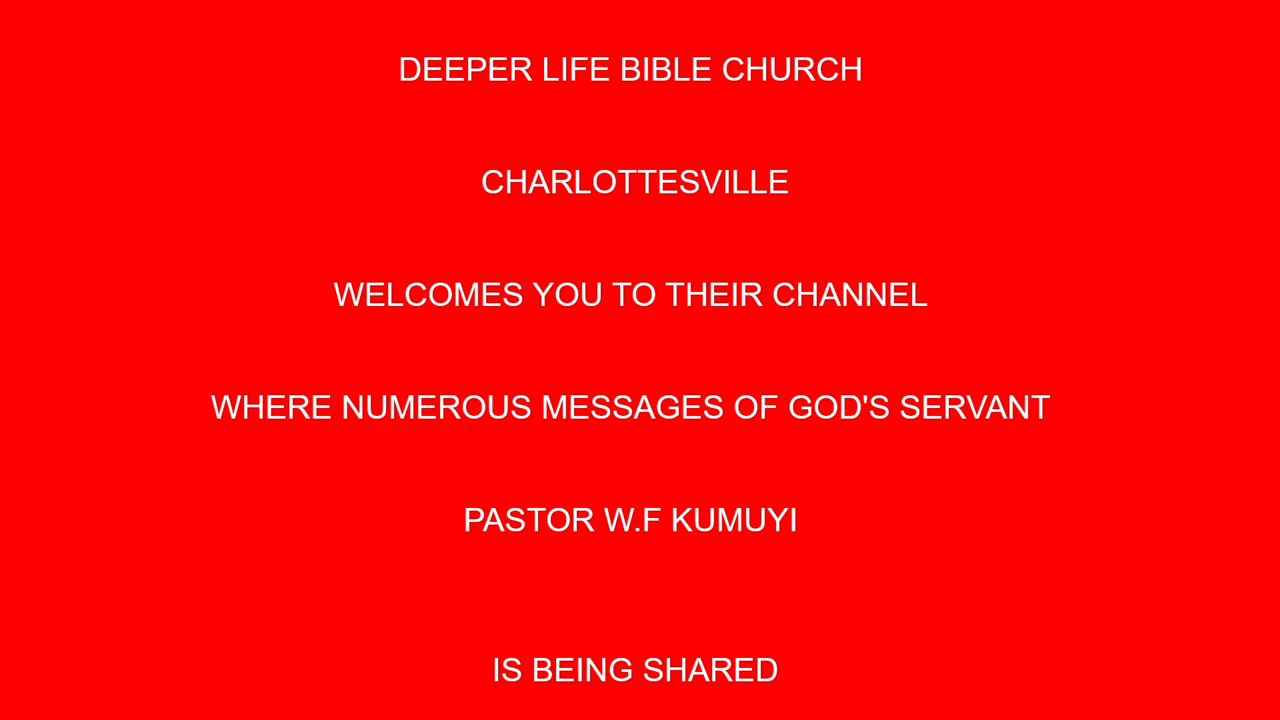 DEEPER LIFE BIBLE CHURCH
CHARLOTTESVILLE
WELCOMES YOU TO THEIR CHANNEL
WHERE NUMEROUS MESSAGES OF GOD'S SERVANT
PASTOR W.F KUMUYI
IS BEING SHARED